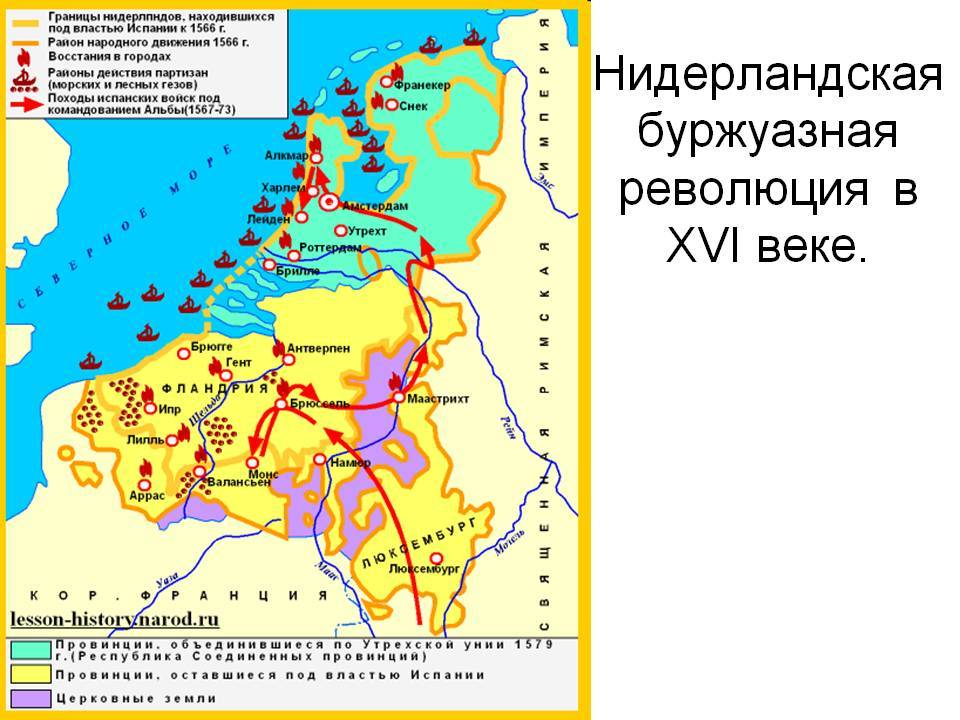 Границы нидерлпндов, находившихся
под властью Испании к 1566 г.
Район народного движения 1566 г.
Восстания в городах
Районы действия партизан
(морских и лесных гезов)
Походы испанских войск под
командованием Альбы(1567-73)
Нидерландская
буржуазная
революция в
XVI веке.
СЕВЕРНОЕ МОРЕ
СВЯЩЕННАЯ РИМСКАЯ ИМПЕРИЯ
Франекер
Снек
Алкмар
Эмс
Харлем
Амстердам
Лейден
Утрехт
Роттердам
Брилле
Брюгге
Антверпен
Гент
ФЛАНДРИЯ
Маастрихт
Брюссель
Ипр
Шельда
Рейн
Лилль
Намюр
Монс
Валансьен
Аррас
ЛЮКСЕМБУРГ
Мозель
Люксембург
Маас
Уаза
КОР. ФРАНЦИЯ
lesson-history.narod.ru
Провинции, объединившиеся по Утрехской унии 1579
г.(Республика Соединенных провинций)
Провинции, оставшиеся под властью Испании
Церковные земли